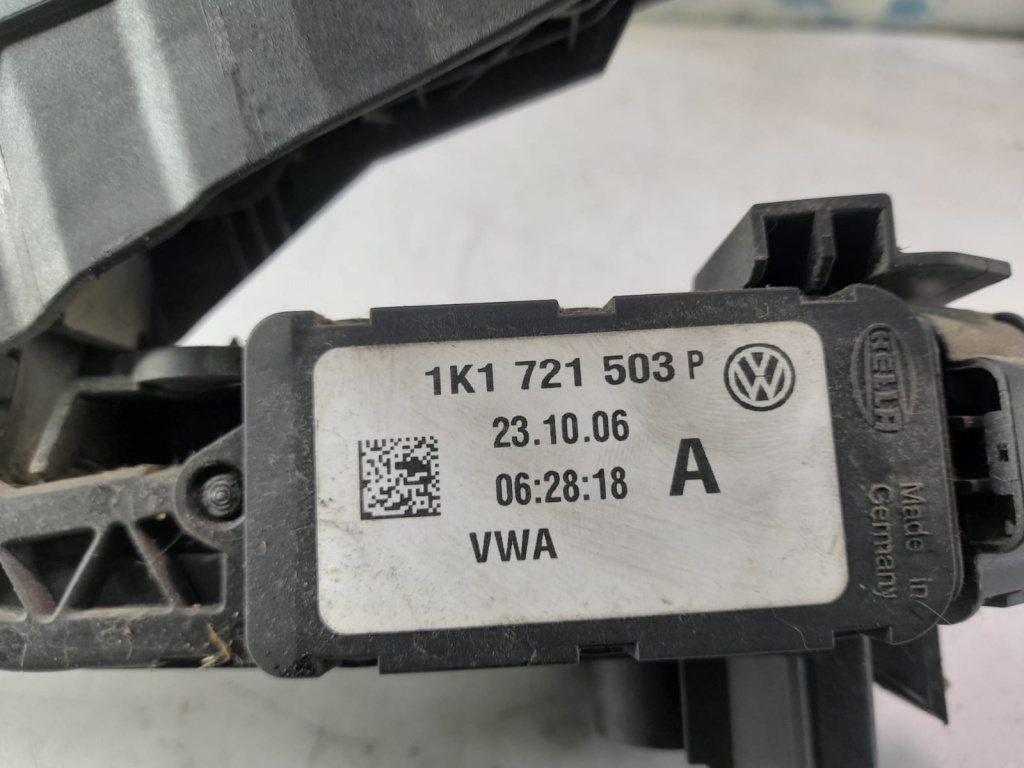 1K1 721 503 P
23.10.06
06:28:18 A
VWA
HELLA
Made in
Germany